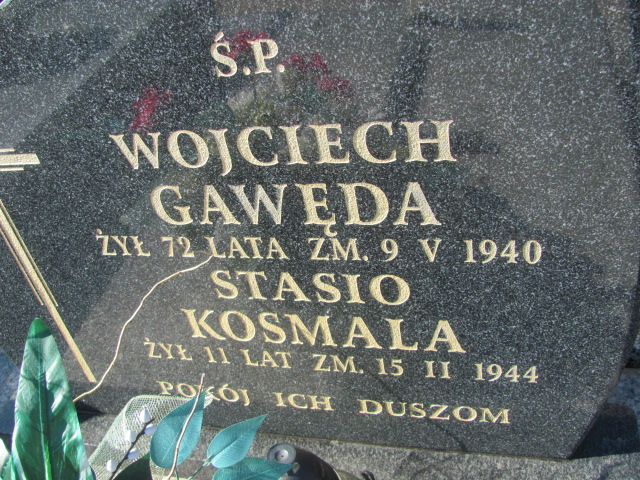 Ś.P.
WOJCIECH
GAWĘDA
ŻYŁ 72 LATA ZM. 9 V 1940
STASIO
KOSMALA
ŻYŁ 11 LAT ZM. 15 II 1944
POKÓJ ICH DUSZOM